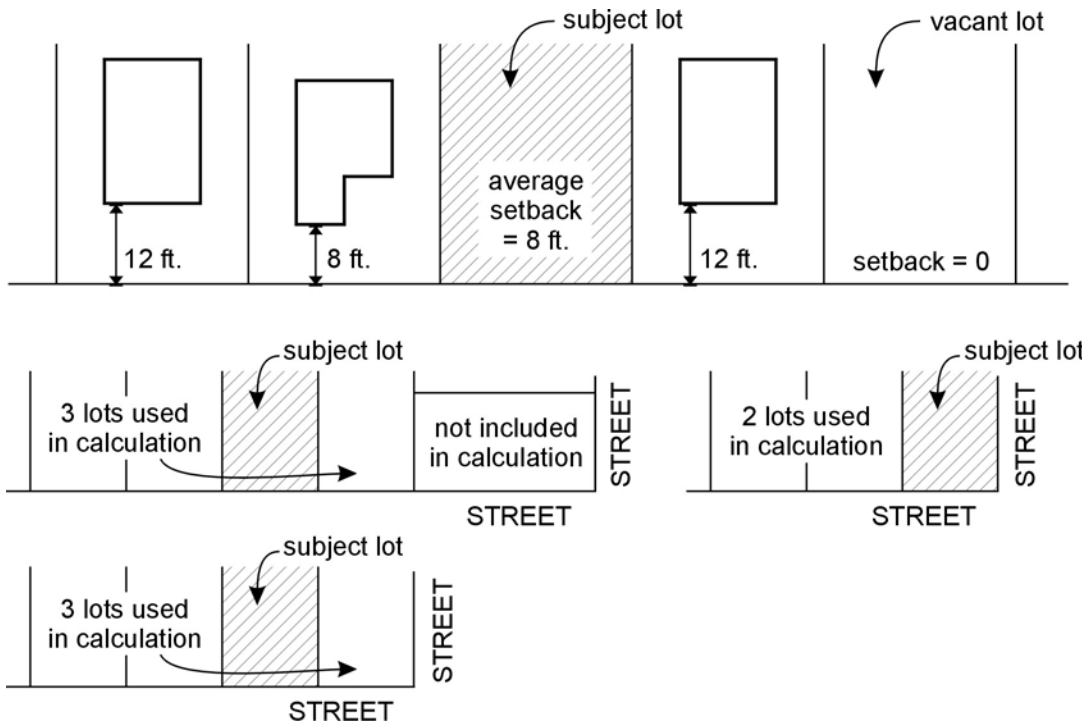 subject lot
vacant lot
average
setback
= 8 ft.
12 ft.
8 ft.
12 ft.
setback = 0
subject lot
3 lots used
in calculation
not included
in calculation
STREET
STREET
subject lot
2 lots used
in calculation
STREET
STREET
subject lot
3 lots used
in calculation
STREET
STREET